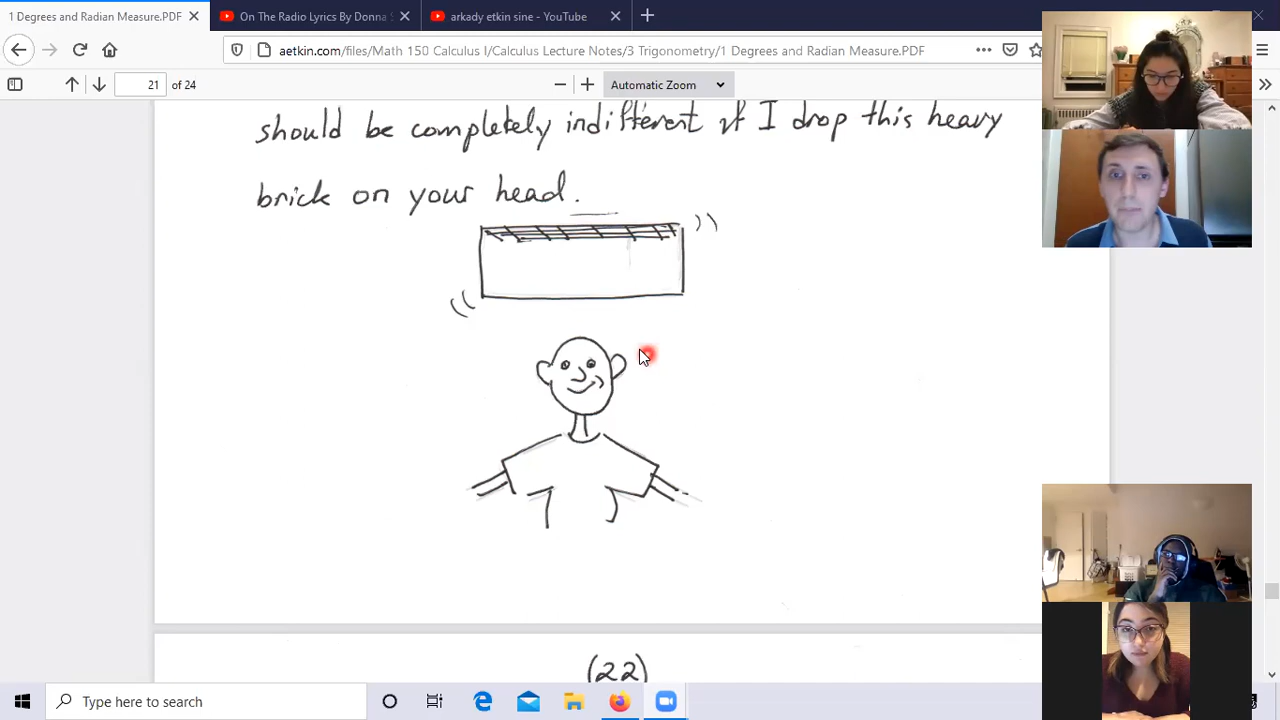 1 Degrees and Radian Measure.PDF
On The Radio Lyrics By Donna S
arkady etkin sine - YouTube
aetkin.com/files/Math 150 Calculus I/Calculus Lecture Notes/3 Trigonometry/1 Degrees and Radian Measure.PDF
21 of 24
Automatic Zoom
should be completely indifferent if I drop this heavy
brick on your head.
(22)
Type here to search